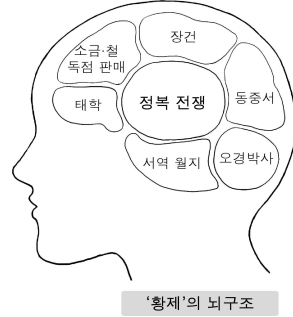 장건
소금·철
독점 판매
동중서
태학
정복 전쟁
서역 월지
오경박사
‘황제’의 뇌구조